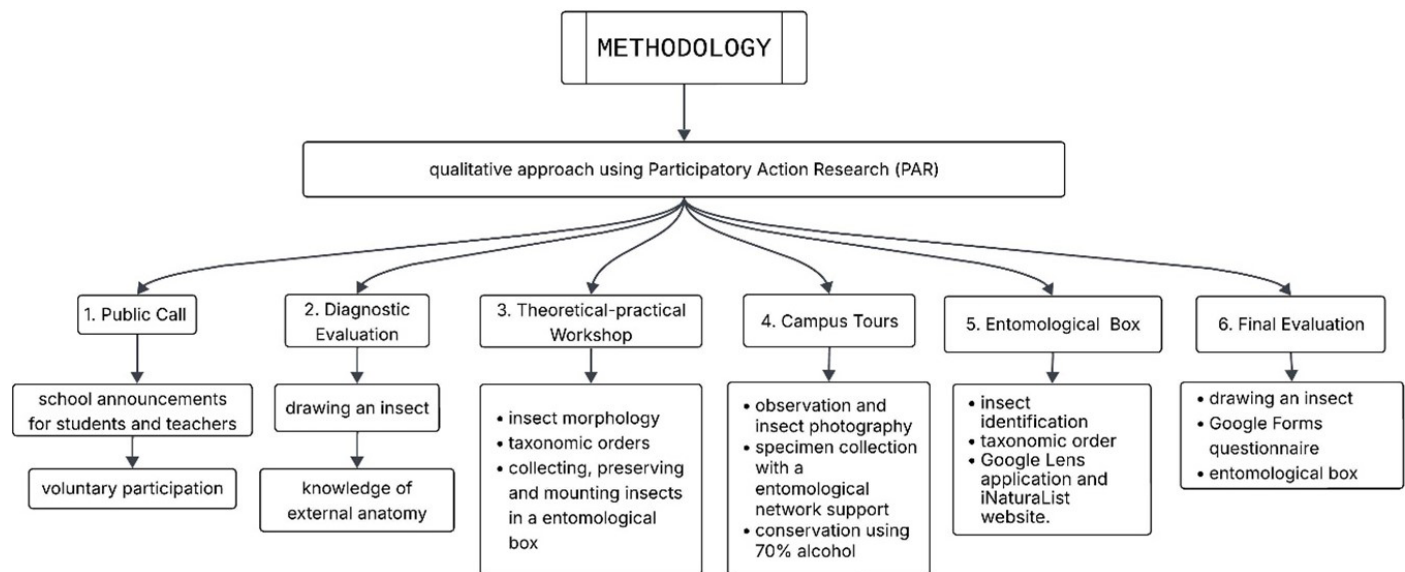 METHODOLOGY
qualitative approach using Participatory Action Research (PAR)
1. Public Call
school announcements
for students and teachers
voluntary participation
2. Diagnostic
Evaluation
drawing an insect
knowledge of
external anatomy
3. Theoretical-practical
Workshop
• insect morphology
• taxonomic orders
• collecting, preserving
and mounting insects
in a entomological
box
4. Campus Tours
• observation and
insect photography
• specimen collection
with a
entomological
network support
• conservation using
70% alcohol
5. Entomological Box
• insect
identification
• taxonomic order
• Google Lens
application and
iNaturaList
website.
6. Final Evaluation
• drawing an insect
• Google Forms
questionnaire
• entomological box